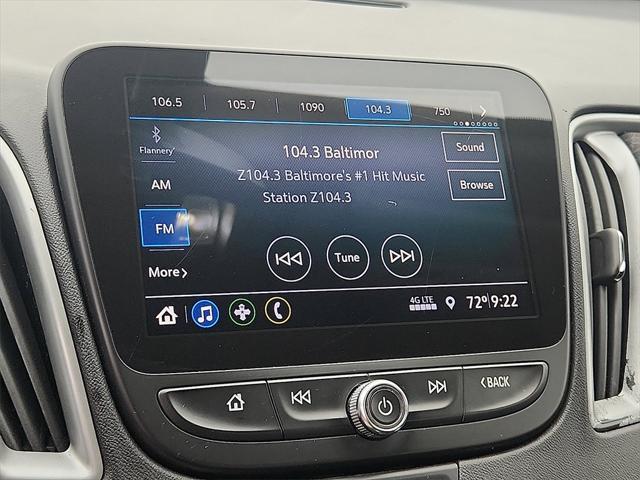 106.5 105.7 1090 104.3 750
Flannery'
AM
FM
More
104.3 Baltimor
Z104.3 Baltimore's #1 Hit Music
Station Z104.3
Sound
Browse
Tune
4G LTE
72° 9:22
BACK